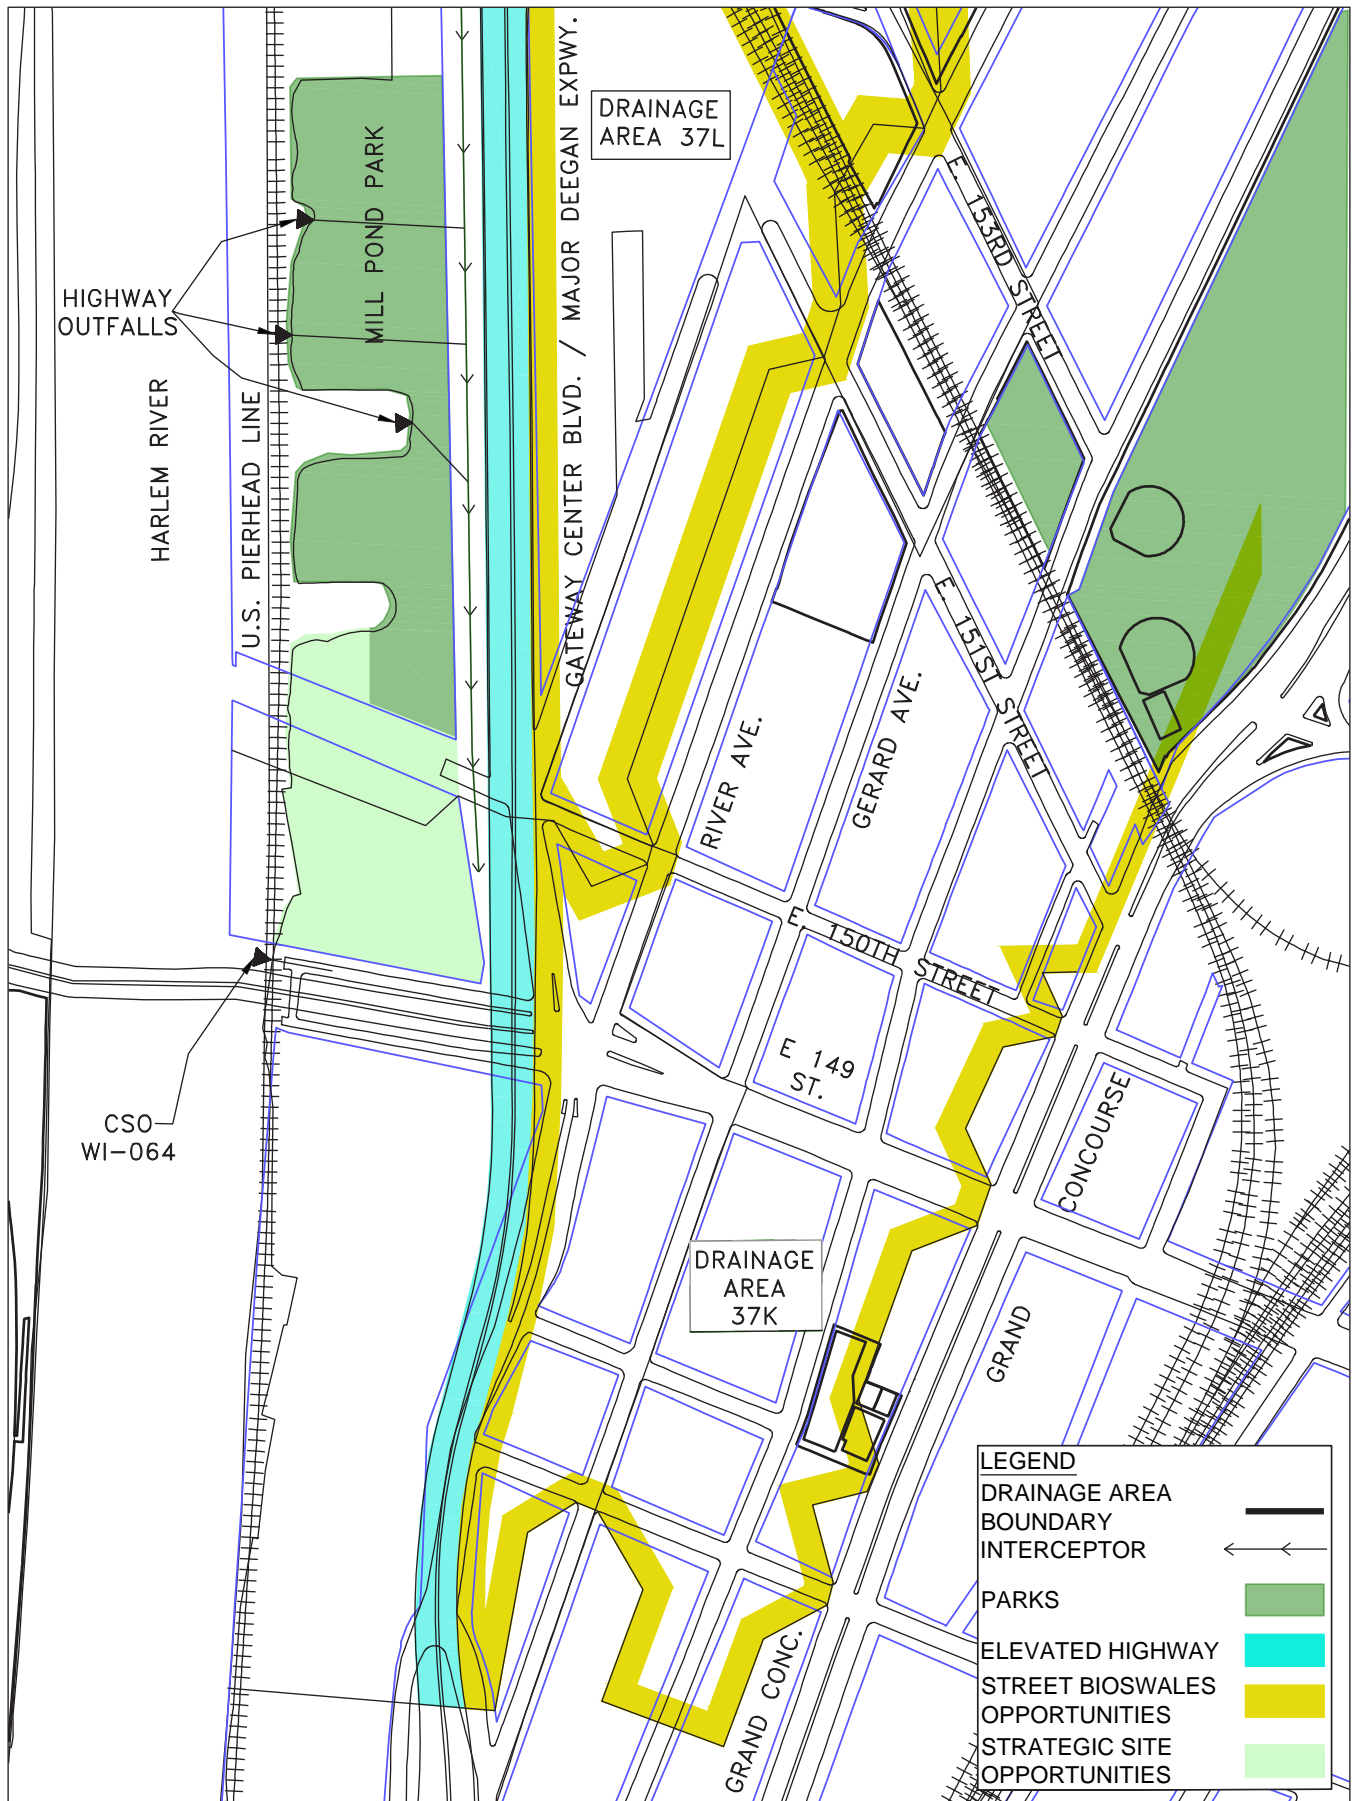 DRAINAGE
AREA 37L
GATEWAY CENTER BLVD. / MAJOR DEEGAN EXPWY.
MILL POND PARK
E. 153RD STREET
HIGHWAY
OUTFALLS
HARLEM RIVER
U.S. PIERHEAD LINE
E. 151ST STREET
RIVER AVE.
GERARD AVE.
E. 150TH STREET
E 149
ST.
CSO
WI-064
CONCOURSE
GRAND
DRAINAGE
AREA
37K
GRAND CONC.
LEGEND
DRAINAGE AREA
BOUNDARY
INTERCEPTOR
PARKS
ELEVATED HIGHWAY
STREET BIOSWALES
OPPORTUNITIES
STRATEGIC SITE
OPPORTUNITIES